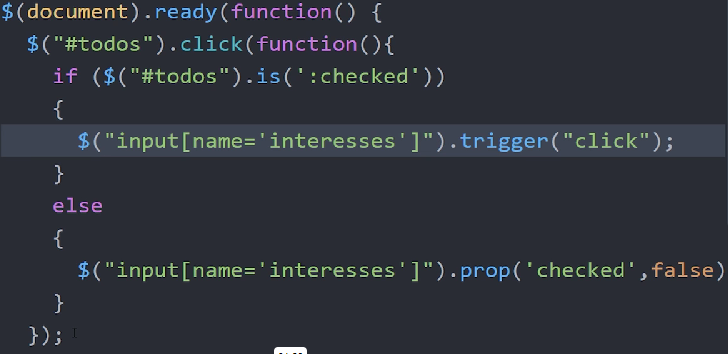 $(document).ready(function() {
$("#todos").click(function(){
if ($("#todos").is(':checked'))
{
$("input[name='interesses']").trigger("click");
}
else
{
$("input[name='interesses']").prop('checked',false)
}
});